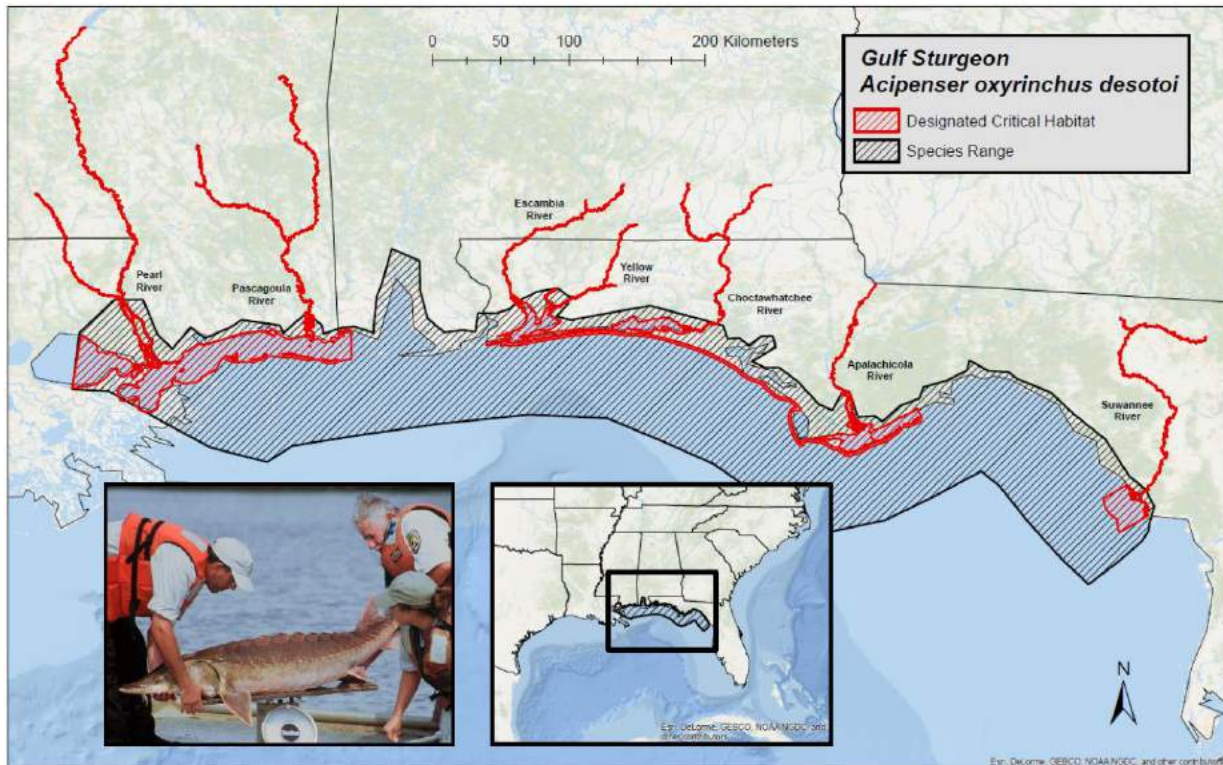 0 50 100 200 Kilometers
Gulf Sturgeon
Acipenser oxyrinchus desotoi
Designated Critical Habitat
Species Range
Escambia
River
Pearl
River
Pascagoula
River
Yellow
River
Choctawhatchee
River
Apalachicola
River
Suwannee
River
N
Esri, DeLorme, GEBCO, NOAA NGDC, and
other contributors
Esri, DeLorme, GEBCO, NOAA NGDC, and other contributors